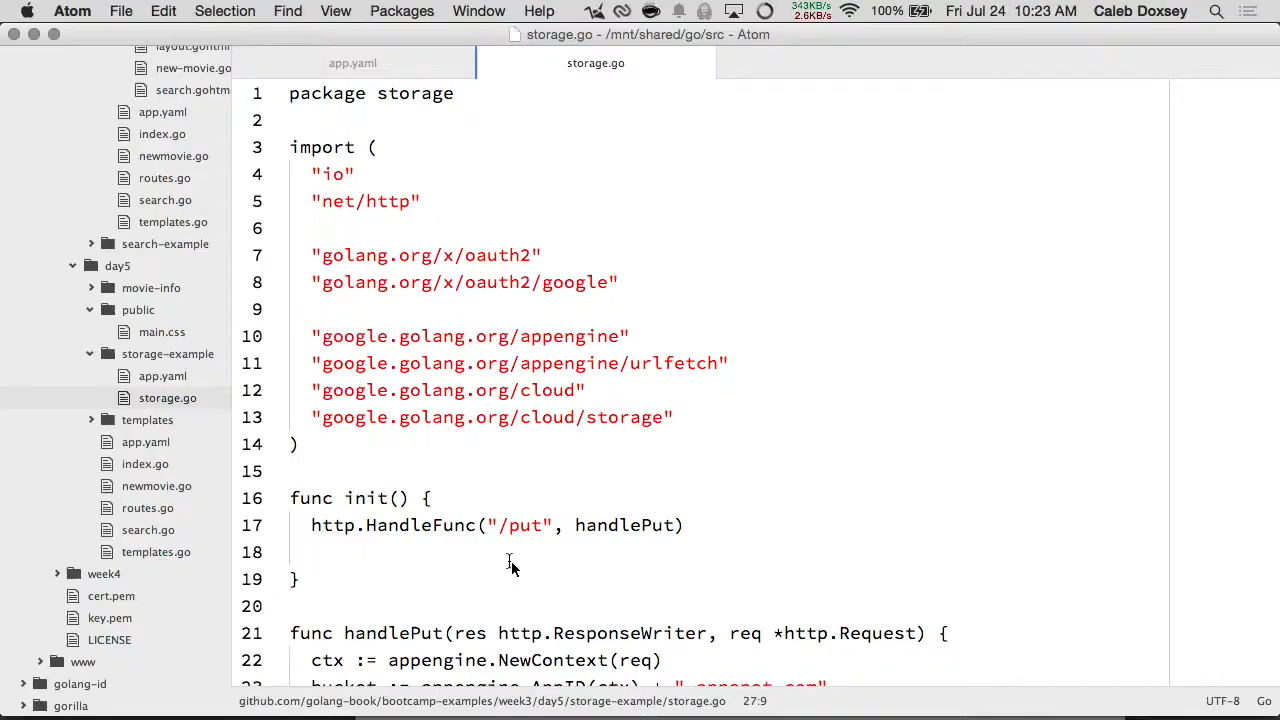 Atom File Edit Selection Find View Packages Window Help 343KB/s 2.6KB/s 100% Fri Jul 24 10:23 AM Caleb Doxsey
storage.go - /mnt/shared/go/src - Atom
layout.gohtml
new-movie.go
search.gohtm
app.yaml
index.go
newmovie.go
routes.go
search.go
templates.go
search-example
day5
movie-info
public
main.css
storage-example
app.yaml
storage.go
templates
app.yaml
index.go
newmovie.go
routes.go
search.go
templates.go
week4
cert.pem
key.pem
LICENSE
www
golang-id
gorilla
app.yaml storage.go
1 package storage
2
3 import (
4 "io"
5 "net/http"
6
7 "golang.org/x/oauth2"
8 "golang.org/x/oauth2/google"
9
10 "google.golang.org/appengine"
11 "google.golang.org/appengine/urlfetch"
12 "google.golang.org/cloud"
13 "google.golang.org/cloud/storage"
14 )
15
16 func init() {
17 http.HandleFunc("/put", handlePut)
18
19 }
20
21 func handlePut(res http.ResponseWriter, req *http.Request) {
22 ctx := appengine.NewContext(req)
23 bucket := appengine.AppID(ctx) + ".appspot.com"
github.com/golang-book/bootcamp-examples/week3/day5/storage-example/storage.go 27:9 UTF-8 Go